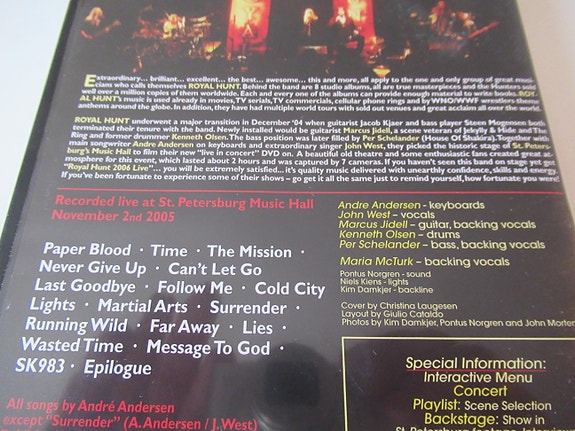 Extraordinary... brilliant... excellent... the best... awesome... this and more, all apply to the one and only group of great musi-
cians who calls themselves ROYAL HUNT. Behind the band are 8 studio albums, all are true masterpieces and the Hunters sold
well over a million copies of them worldwide. Each and every one of the albums can provide enough material to write books. ROY-
AL HUNT's music is used already in movies, TV serials, TV commercials, cellular phone rings and by WNO/WWF wrestlers theme
anthems around the globe. In addition, they have had multiple world tours with sold out venues and great acclaim all over the world.
ROYAL HUNT underwent a major transition in December '04 when guitarist Jacob Kjaer and bass player Steen Mogensen both
terminated their tenure with the band. Newly installed would be guitarist Marcus Jidell, a scene veteran of Jekyll & Hide and The
Ring and former drummer Kenneth Olsen. The bass position was later filled by Per Schelander (House Of Shakira). Together with
main songwriter Andre Andersen on keyboards and extraordinary singer John West, they picked the historic stage of St. Peters-
burg's Music Hall to film their new "live in concert" DVD on. A beautiful old theatre and some enthusiastic fans created great at-
mosphere for this event, which lasted about 2 hours and was captured by 7 cameras. If you haven't seen this band on stage yet get
"Royal Hunt 2006 Live"... you will be extremely satisfied... it's quality music delivered with unearthly confidence, skills and energy.
If you've been fortunate to experience some of their shows – go get it all the same just to remind yourself, how fortunate you were!
Recorded live at St. Petersburg Music Hall
November 2nd 2005
Paper Blood · Time · The Mission ·
Never Give Up · Can't Let Go
Last Goodbye · Follow Me · Cold City
Lights · Martial Arts · Surrender ·
Running Wild · Far Away · Lies ·
Wasted Time · Message To God ·
SK983 · Epilogue
All songs by André Andersen
except "Surrender" (A. Andersen / J. West)
Andre Andersen - keyboards
John West – vocals
Marcus Jidell – guitar, backing vocals
Kenneth Olsen – drums
Per Schelander – bass, backing vocals
Maria McTurk – backing vocals
Pontus Norgren - sound
Niels Kiens - lights
Kim Damkjer - backline
Cover by Christina Laugesen
Layout by Giulio Cataldo
Photos by Kim Damkjer, Pontus Norgren and John Morten
Special Information:
Interactive Menu
Concert
Playlist: Scene Selection
Backstage: Show in
St. Petersburg footage, Interview